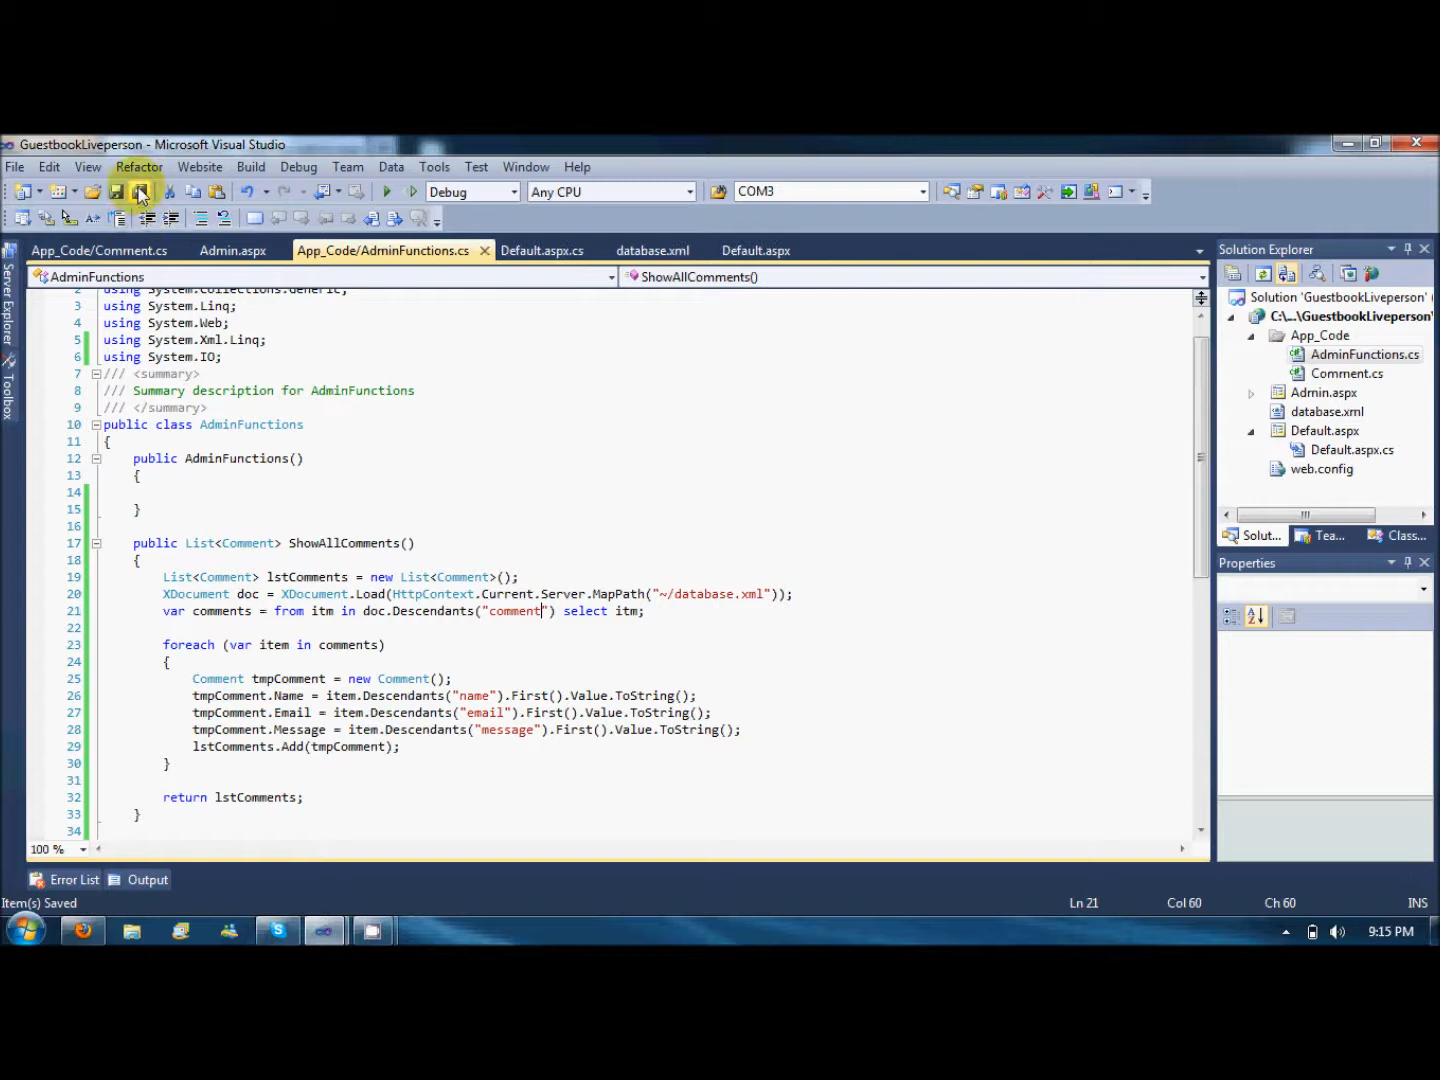 GuestbookLiveperson - Microsoft Visual Studio
File Edit View Refactor Website Build Debug Team Data Tools Test Window Help
Debug Any CPU COM3
App_Code/Comment.cs Admin.aspx App_Code/AdminFunctions.cs Default.aspx.cs database.xml Default.aspx
AdminFunctions ShowAllComments()
2 using System.Collections.Generic;
3 using System.Linq;
4 using System.Web;
5 using System.Xml.Linq;
6 using System.IO;
7 /// <summary>
8 /// Summary description for AdminFunctions
9 /// </summary>
10 public class AdminFunctions
11 {
12 public AdminFunctions()
13 {
14
15 }
16
17 public List<Comment> ShowAllComments()
18 {
19 List<Comment> lstComments = new List<Comment>();
20 XDocument doc = XDocument.Load(HttpContext.Current.Server.MapPath("~/database.xml"));
21 var comments = from itm in doc.Descendants("comment") select itm;
22
23 foreach (var item in comments)
24 {
25 Comment tmpComment = new Comment();
26 tmpComment.Name = item.Descendants("name").First().Value.ToString();
27 tmpComment.Email = item.Descendants("email").First().Value.ToString();
28 tmpComment.Message = item.Descendants("message").First().Value.ToString();
29 lstComments.Add(tmpComment);
30 }
31
32 return lstComments;
33 }
34
100 %
Server Explorer
Toolbox
Solution Explorer
Solution 'GuestbookLiveperson' (
C:\...\GuestbookLiveperson\
App_Code
AdminFunctions.cs
Comment.cs
Admin.aspx
database.xml
Default.aspx
Default.aspx.cs
web.config
Solut... Tea... Class...
Properties
Error List Output
Item(s) Saved Ln 21 Col 60 Ch 60 INS
9:15 PM